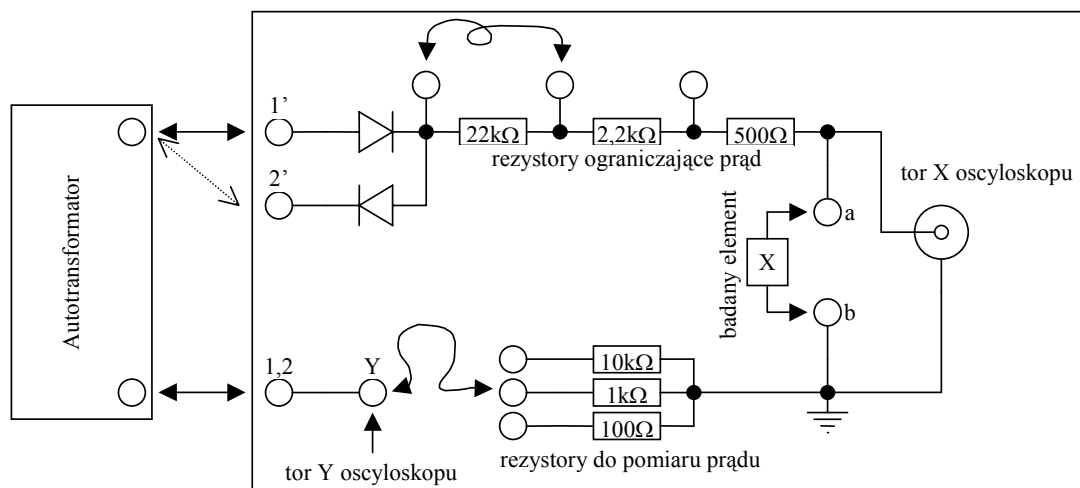 Autotransformator
1’
2’
22kΩ
2,2kΩ
500Ω
rezystory ograniczające prąd
tor X oscyloskopu
a
badany element
X
b
1,2
Y
10kΩ
1kΩ
100Ω
tor Y oscyloskopu
rezystory do pomiaru prądu